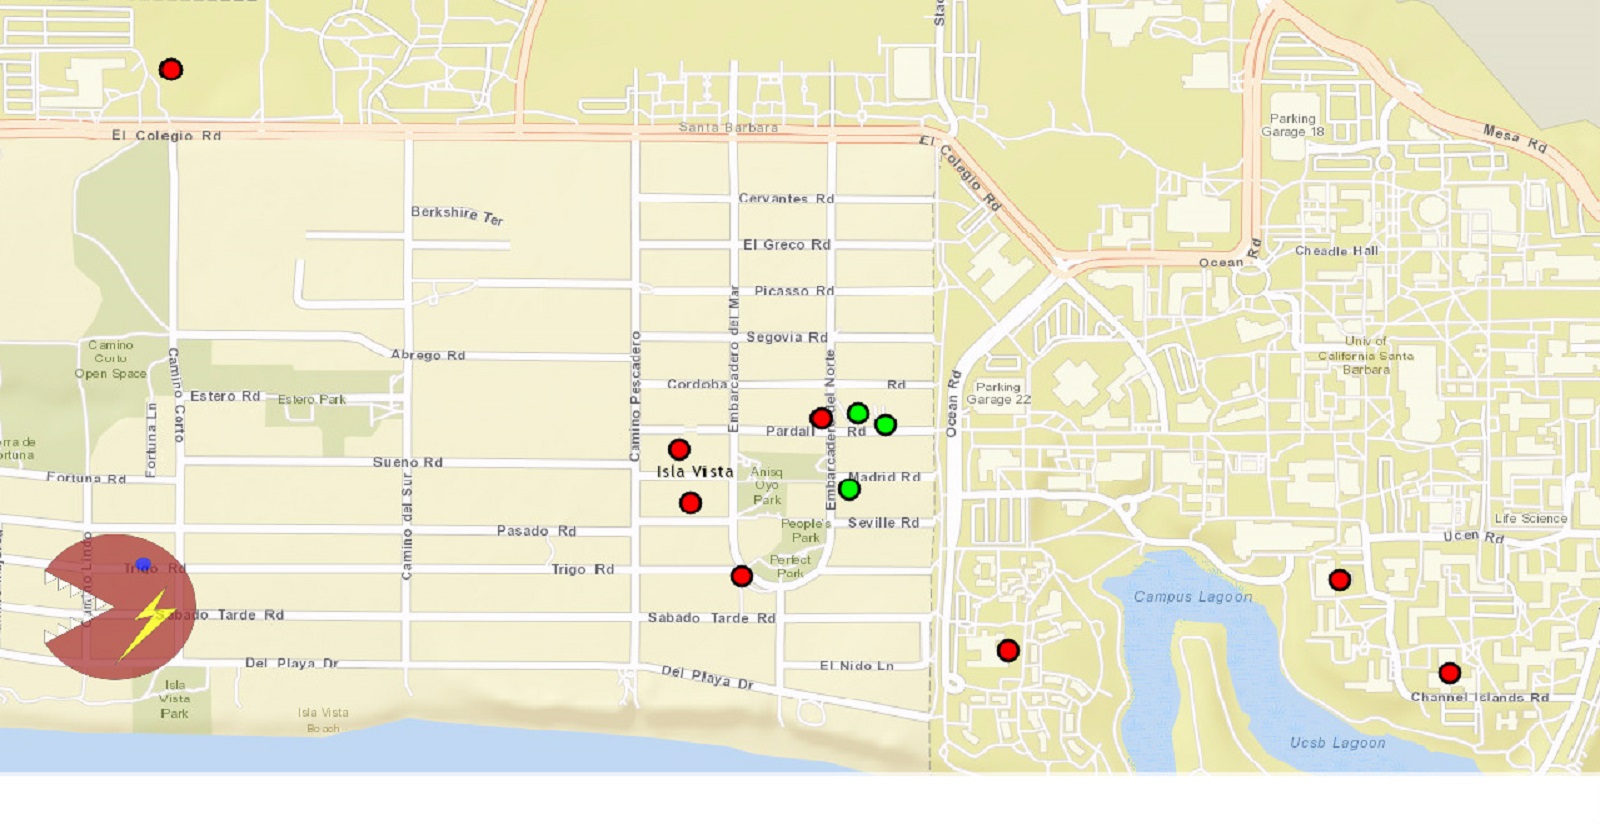 El Colegio Rd
Santa Barbara
El Colegio Rd
Parking
Garage 18
Mesa Rd
Cervantes Rd
Berkshire Ter
El Greco Rd
Ocean Rd
Cheadle Hall
Picasso Rd
Embarcadero del Mar
Segovia Rd
Univ of
California Santa
Barbara
Camino
Corto
Open Space
Camino Corto
Abrego Rd
Camino Pescadero
Cordoba Rd
Embarcadero del Norte
Ocean Rd
Parking
Garage 22
Estero Rd
Estero Park
Fortuna Ln
Pardall Rd
Sueno Rd
Isla Vista
Anisq
Oyo
Park
Madrid Rd
Fortuna Rd
Camino del Sur
Pasado Rd
People's
Park
Seville Rd
Life Science
Ucen Rd
Trigo Rd
Trigo Rd
Perfect
Park
Campus Lagoon
Sabado Tarde Rd
Sabado Tarde Rd
Del Playa Dr
Del Playa Dr
El Nido Ln
Isla
Vista
Park
Isla Vista
Beach
Channel Islands Rd
Ucsb Lagoon